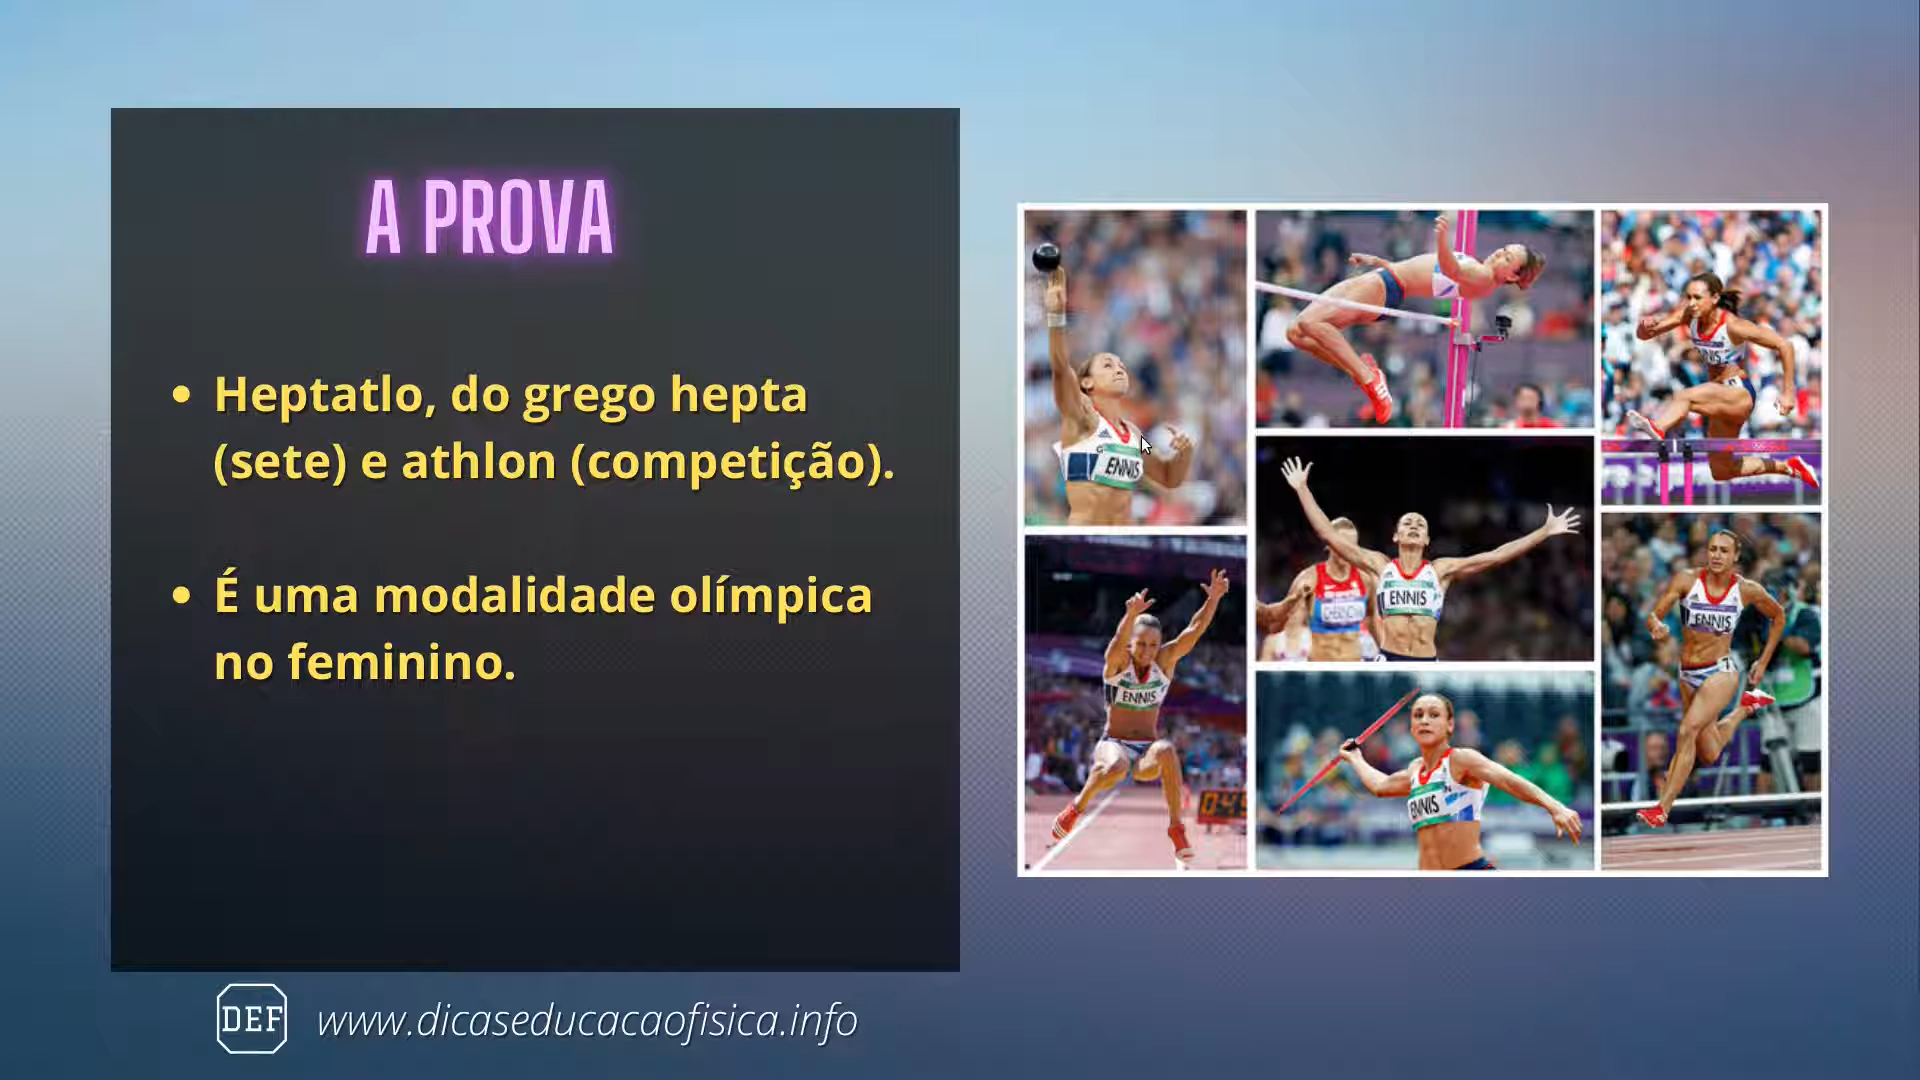 A PROVA
• Heptatlo, do grego hepta
(sete) e athlon (competição).
• É uma modalidade olímpica
no feminino.
DEF
www.dicaseducacaofisica.info
ENNIS
ENNIS
ENNIS
ENNIS
ENNIS